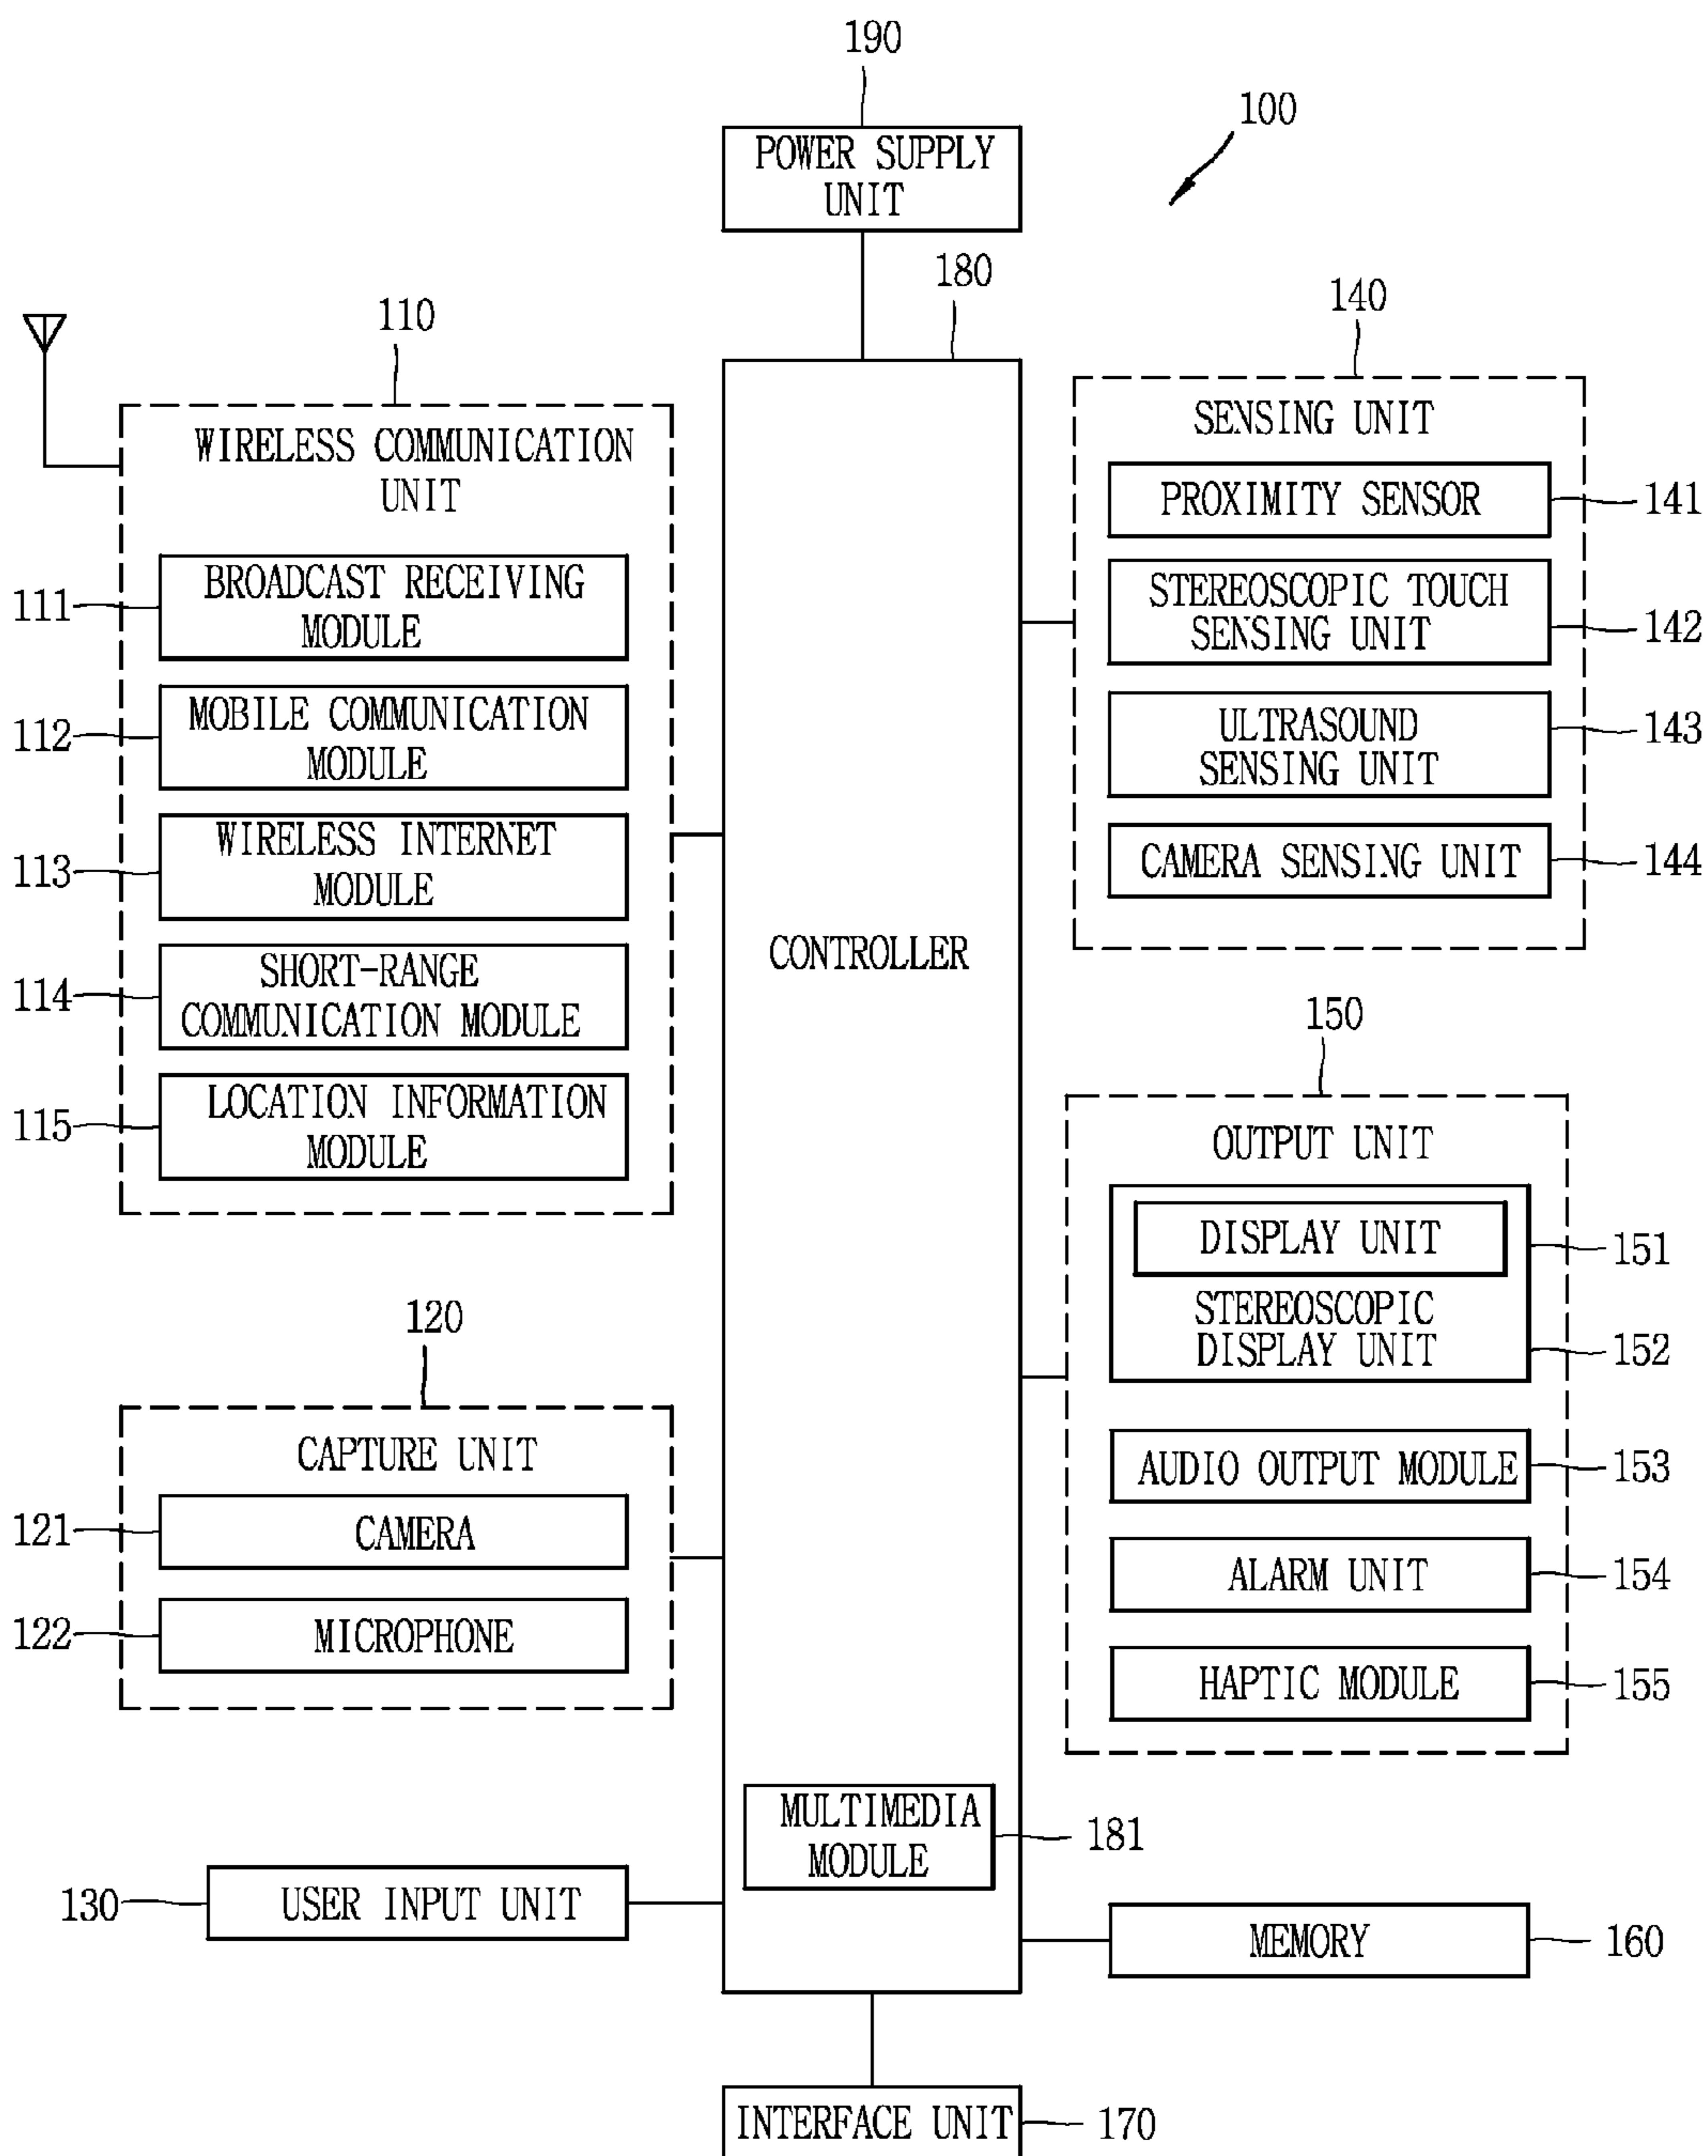 190
100
POWER SUPPLY
UNIT
180
110
WIRELESS COMMUNICATION
UNIT
111
BROADCAST RECEIVING
MODULE
112
MOBILE COMMUNICATION
MODULE
113
WIRELESS INTERNET
MODULE
114
SHORT-RANGE
COMMUNICATION MODULE
115
LOCATION INFORMATION
MODULE
120
CAPTURE UNIT
121
CAMERA
122
MICROPHONE
130
USER INPUT UNIT
CONTROLLER
MULTIMEDIA
MODULE
181
140
SENSING UNIT
PROXIMITY SENSOR
141
STEREOSCOPIC TOUCH
SENSING UNIT
142
ULTRASOUND
SENSING UNIT
143
CAMERA SENSING UNIT
144
150
OUTPUT UNIT
DISPLAY UNIT
151
STEREOSCOPIC
DISPLAY UNIT
152
AUDIO OUTPUT MODULE
153
ALARM UNIT
154
HAPTIC MODULE
155
MEMORY
160
INTERFACE UNIT
170